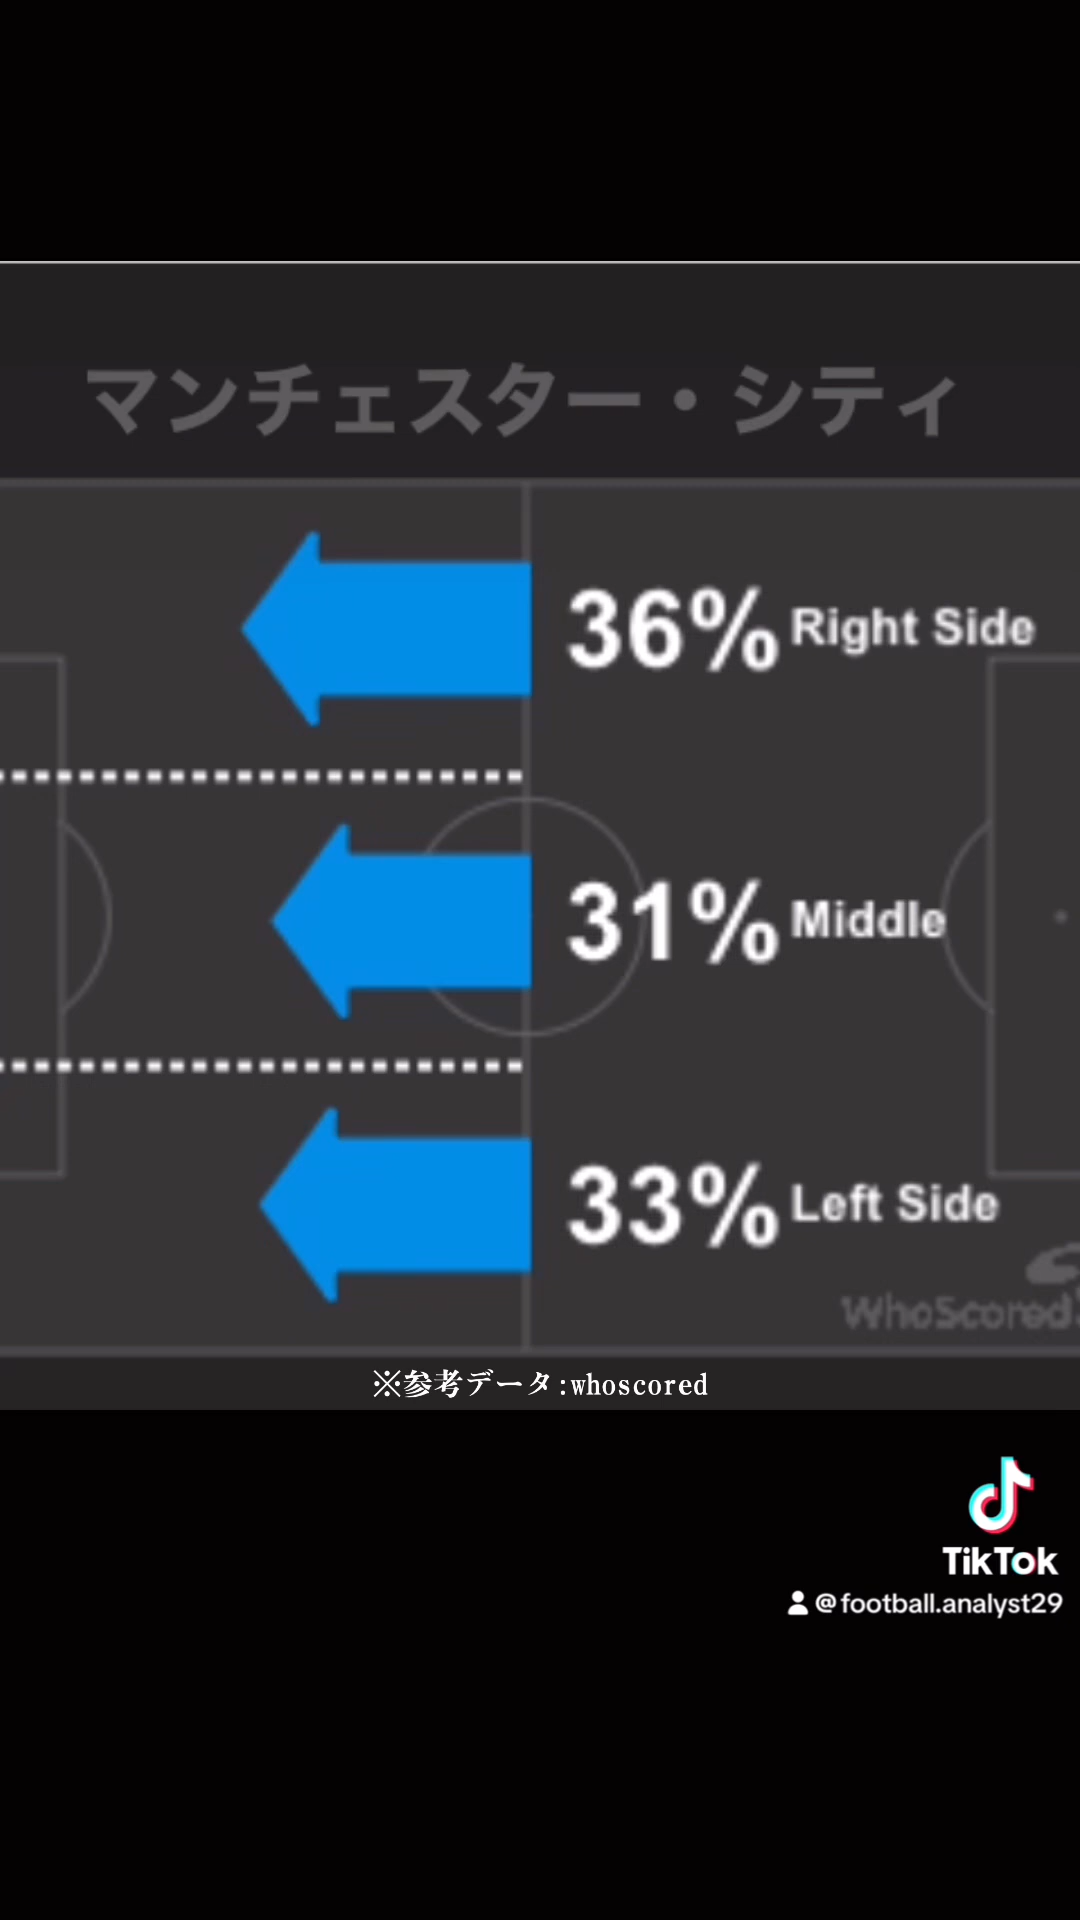 マンチェスター・シティ
36% Right Side
31% Middle
33% Left Side
WhoScored
※参考データ:whoscored
TikTok
@football.analyst29